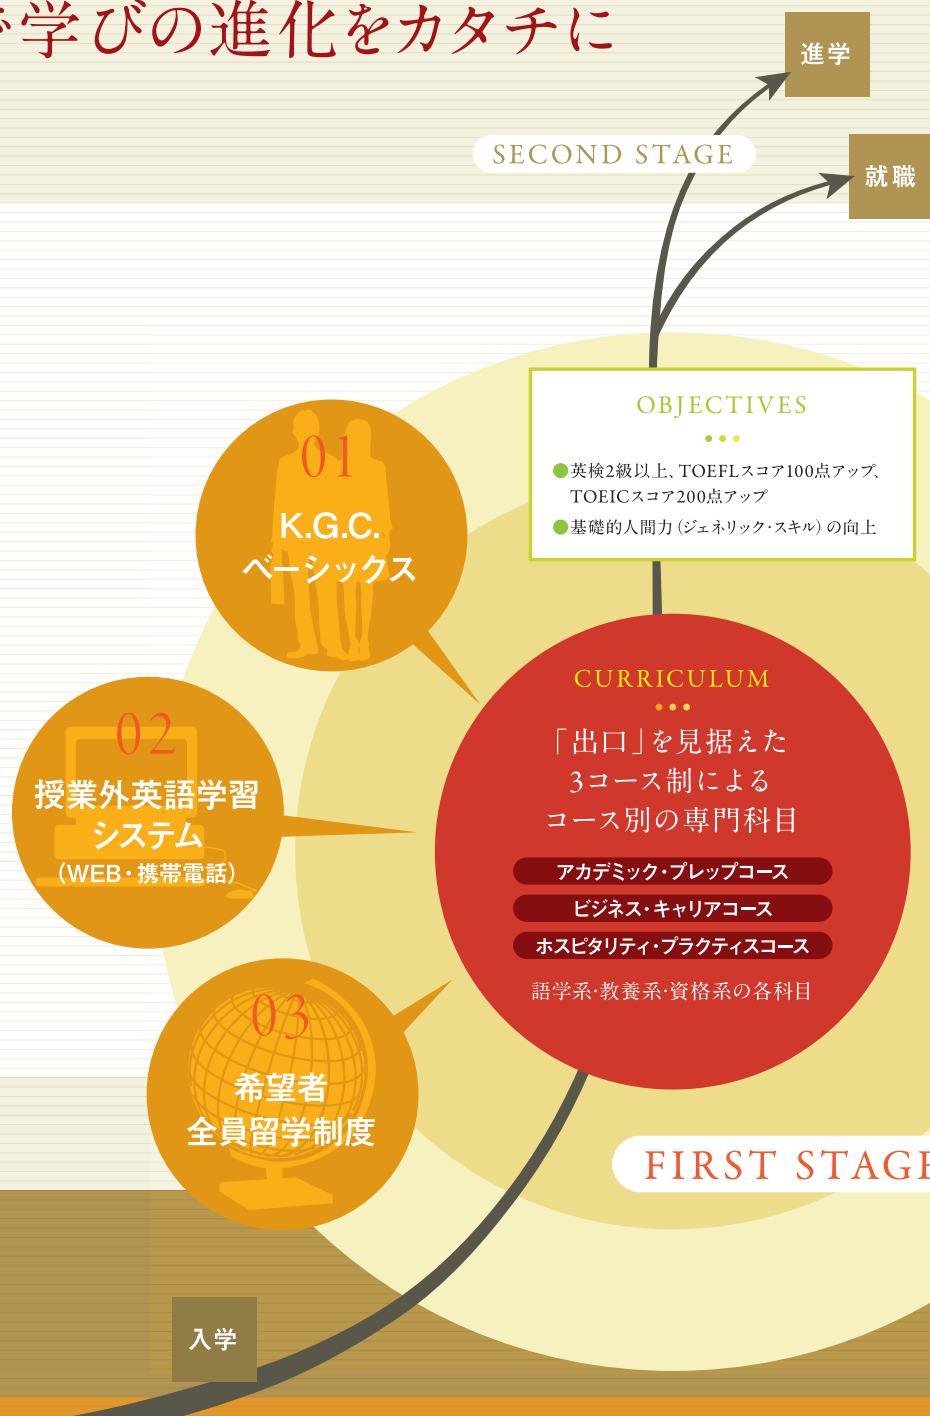 学びの進化をカタチに
進学
SECOND STAGE
就職
OBJECTIVES
●英検2級以上、TOEFLスコア100点アップ、
TOEICスコア200点アップ
●基礎的人間力（ジェネリック・スキル）の向上
01
K.G.C.
ベーシックス
CURRICULUM
「出口」を見据えた
3コース制による
コース別の専門科目
アカデミック・プレップコース
ビジネス・キャリアコース
ホスピタリティ・プラクティスコース
語学系・教養系・資格系の各科目
02
授業外英語学習
システム
（WEB・携帯電話）
03
希望者
全員留学制度
FIRST STAGE
入学